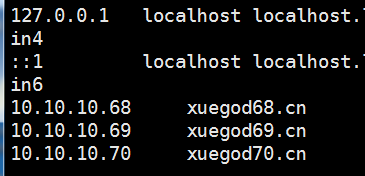 127.0.0.1 localhost localhost.
in4
::1 localhost localhost.
in6
10.10.10.68 xuegod68.cn
10.10.10.69 xuegod69.cn
10.10.10.70 xuegod70.cn